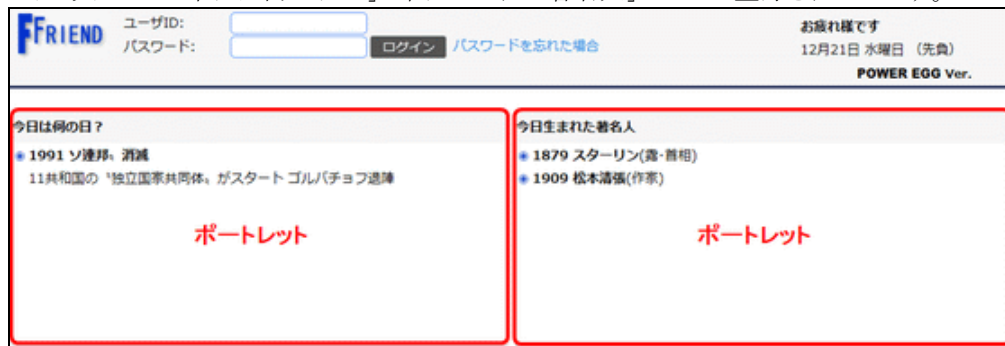 FFRIEND
ユーザID:
パスワード:
ログイン
パスワードを忘れた場合
お疲れ様です
12月21日 水曜日 (先負)
POWER EGG Ver.
今日は何の日？
1991 ソ連邦、消滅
11共和国の〝独立国家共同体〟がスタート ゴルバチョフ退陣
ポートレット
今日生まれた著名人
1879 スターリン(露・首相)
1909 松本清張(作家)
ポートレット